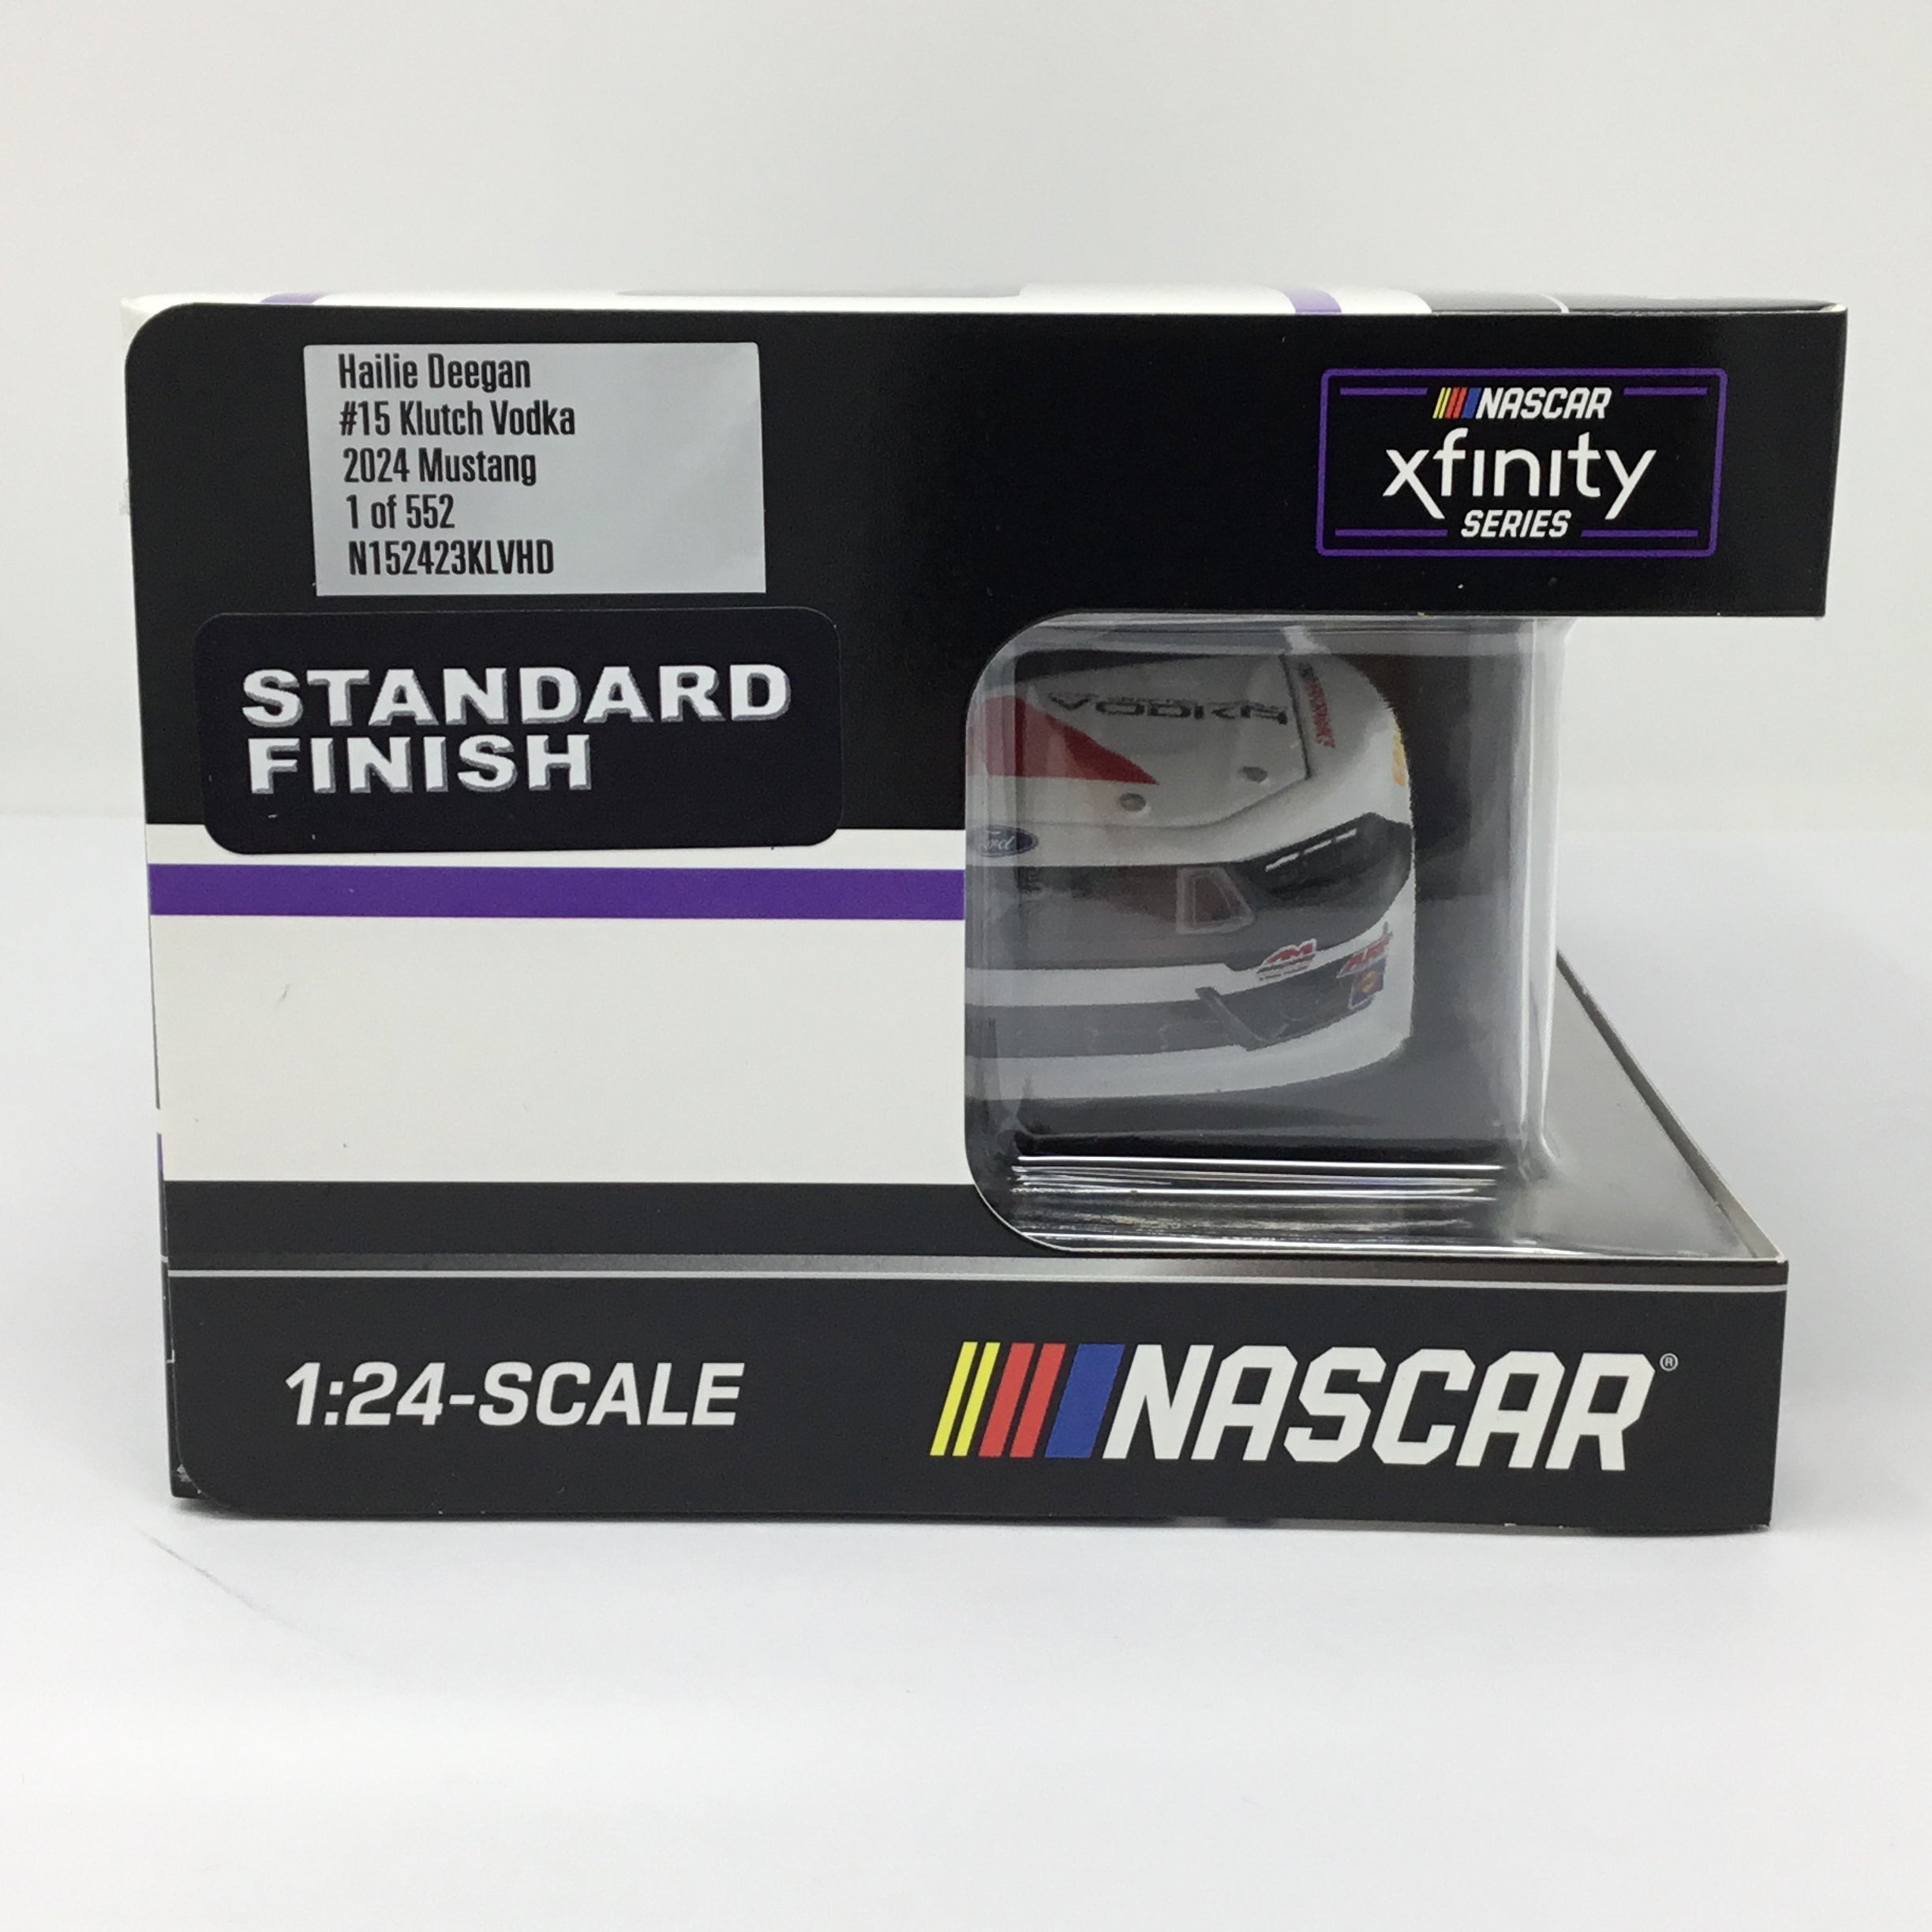 Hailie Deegan
#15 Klutch Vodka
2024 Mustang
1 of 552
N152423KLVHD
NASCAR
xfinity
SERIES
STANDARD
FINISH
VODKA
Ford
1:24-SCALE
NASCAR®